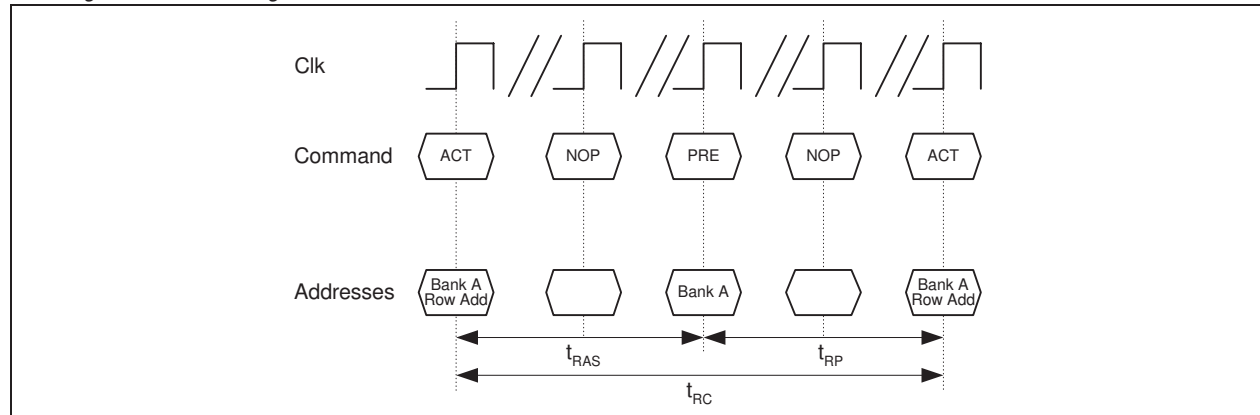 Clk
Command
ACT
NOP
PRE
NOP
ACT
Addresses
Bank A
Row Add
Bank A
Bank A
Row Add
tRAS
tRP
tRC